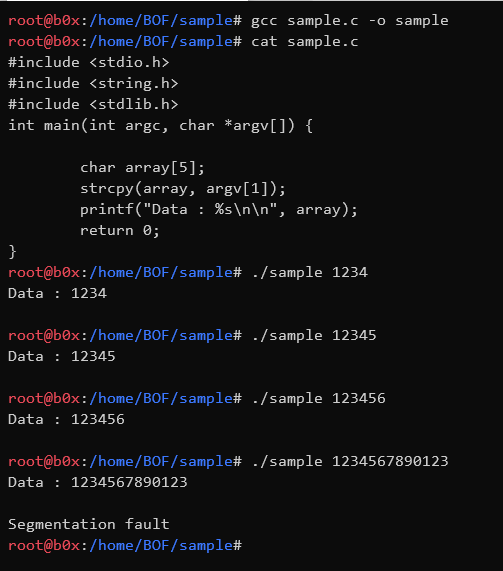 root@b0x:/home/BOF/sample# gcc sample.c -o sample
root@b0x:/home/BOF/sample# cat sample.c
#include <stdio.h>
#include <string.h>
#include <stdlib.h>
int main(int argc, char *argv[]) {
        char array[5];
        strcpy(array, argv[1]);
        printf("Data : %s\n\n", array);
        return 0;
}
root@b0x:/home/BOF/sample# ./sample 1234
Data : 1234
root@b0x:/home/BOF/sample# ./sample 12345
Data : 12345
root@b0x:/home/BOF/sample# ./sample 123456
Data : 123456
root@b0x:/home/BOF/sample# ./sample 1234567890123
Data : 1234567890123
Segmentation fault
root@b0x:/home/BOF/sample#